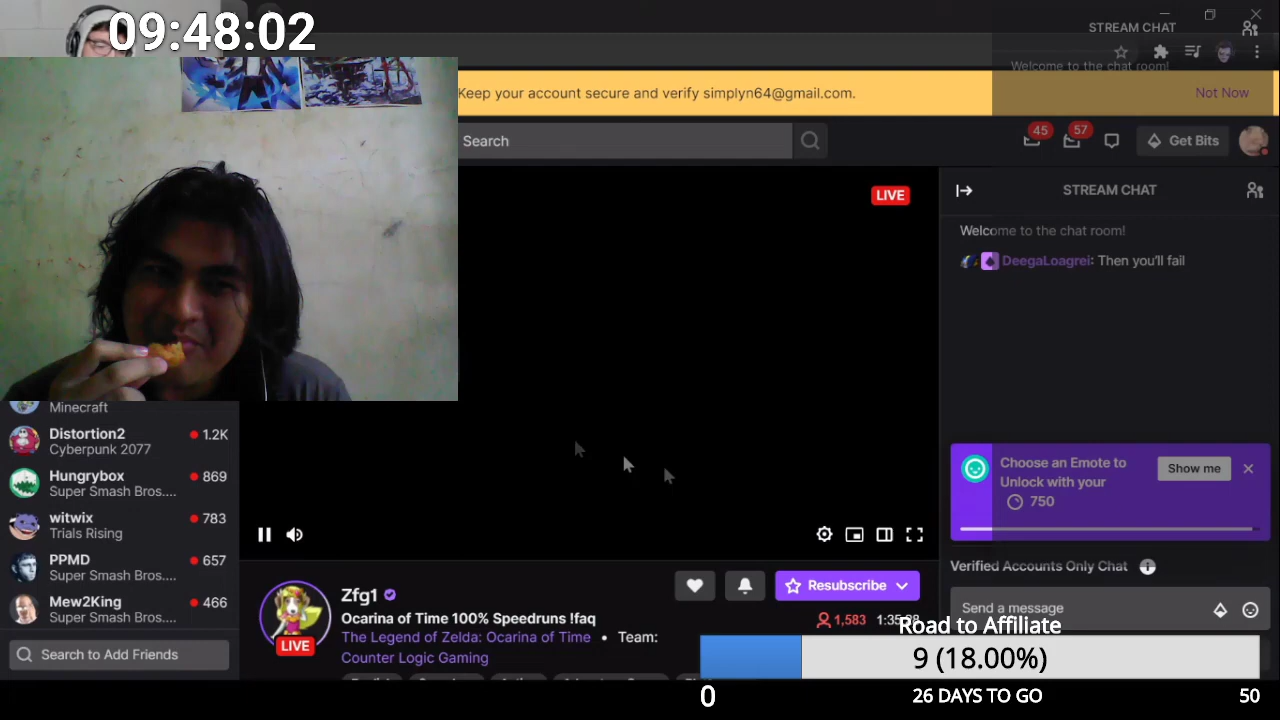 09:48:02
STREAM CHAT
Welcome to the chat room!
Keep your account secure and verify simplyn64@gmail.com.
Not Now
Search
45
57
Get Bits
LIVE
STREAM CHAT
Welcome to the chat room!
DeegaLoagrei: Then you'll fail
Minecraft
Distortion2
1.2K
Cyberpunk 2077
Hungrybox
869
Super Smash Bros....
witwix
783
Trials Rising
PPMD
657
Super Smash Bros....
Mew2King
466
Super Smash Bros....
Search to Add Friends
Choose an Emote to
Unlock with your
750
Show me
Verified Accounts Only Chat
Send a message
Zfg1
Resubscribe
Ocarina of Time 100% Speedruns !faq
1,583
The Legend of Zelda: Ocarina of Time • Team:
Counter Logic Gaming
LIVE
Road to Affiliate
9 (18.00%)
0
26 DAYS TO GO
50